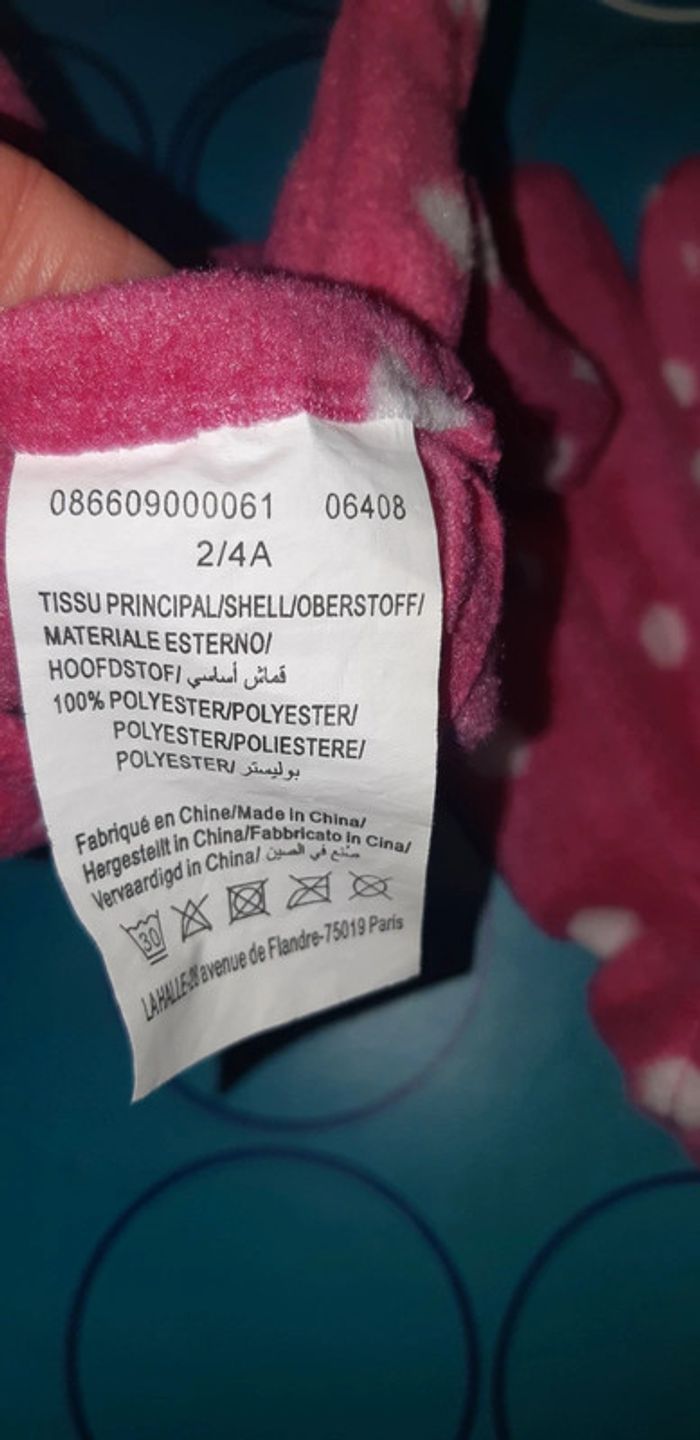 086609000061 06408
2/4A
TISSU PRINCIPAL/SHELL/OBERSTOFF/
MATERIALE ESTERNO/
HOOFDSTOF/ قماش أساسي
100% POLYESTER/POLYESTER/
POLYESTER/POLIESTERE/
POLYESTER/ بوليستر
Fabriqué en Chine/Made in China/
Hergestellt in China/Fabbricato in Cina/
Vervaardigd in China/ صنع في الصين
30
LA HALLE-28 avenue de Flandre-75019 Paris